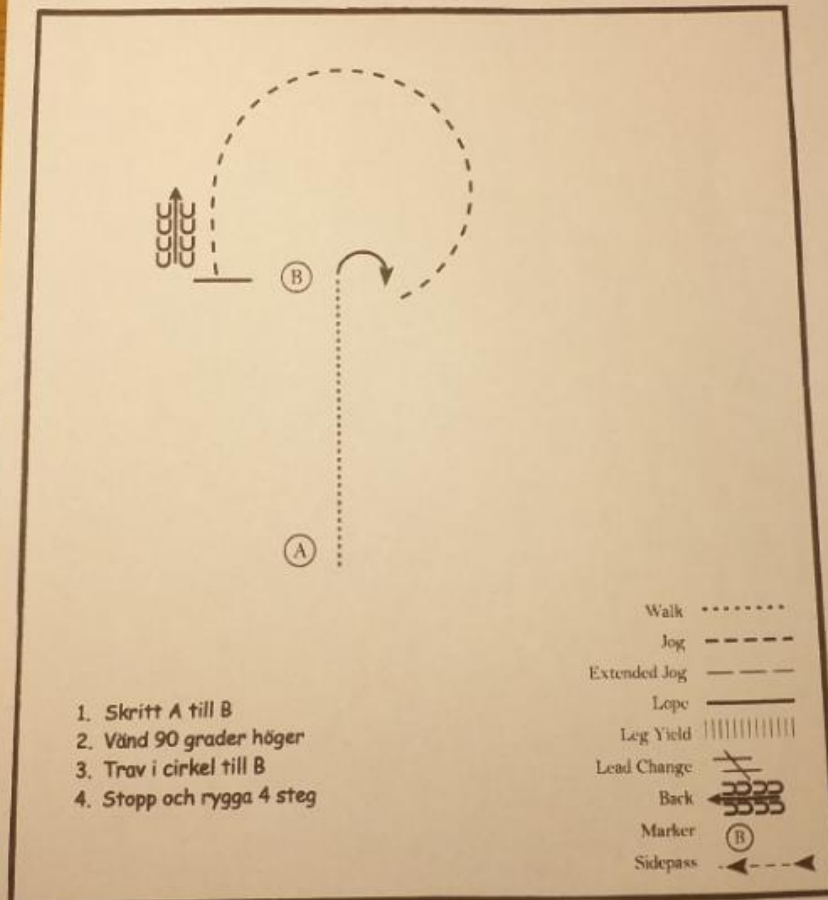 B
A
Walk
Jog
Extended Jog
Lope
Leg Yield
Lead Change
Back
Marker B
Sidepass
1. Skritt A till B
2. Vänd 90 grader höger
3. Trav i cirkel till B
4. Stopp och rygga 4 steg